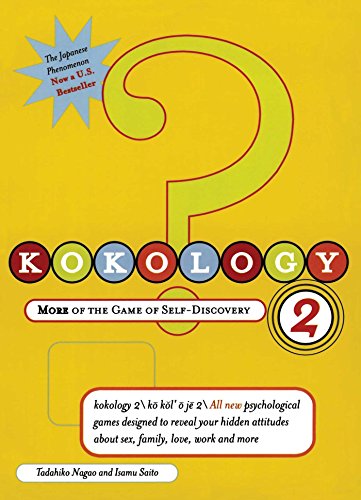 The Japanese
Phenomenon
Now a U.S.
Bestseller
?
KOKOLOGY
MORE OF THE GAME OF SELF-DISCOVERY
2
kokology 2\ kō kŏl' ō jē 2\ All new psychological
games designed to reveal your hidden attitudes
about sex, family, love, work and more
Tadahiko Nagao and Isamu Saito